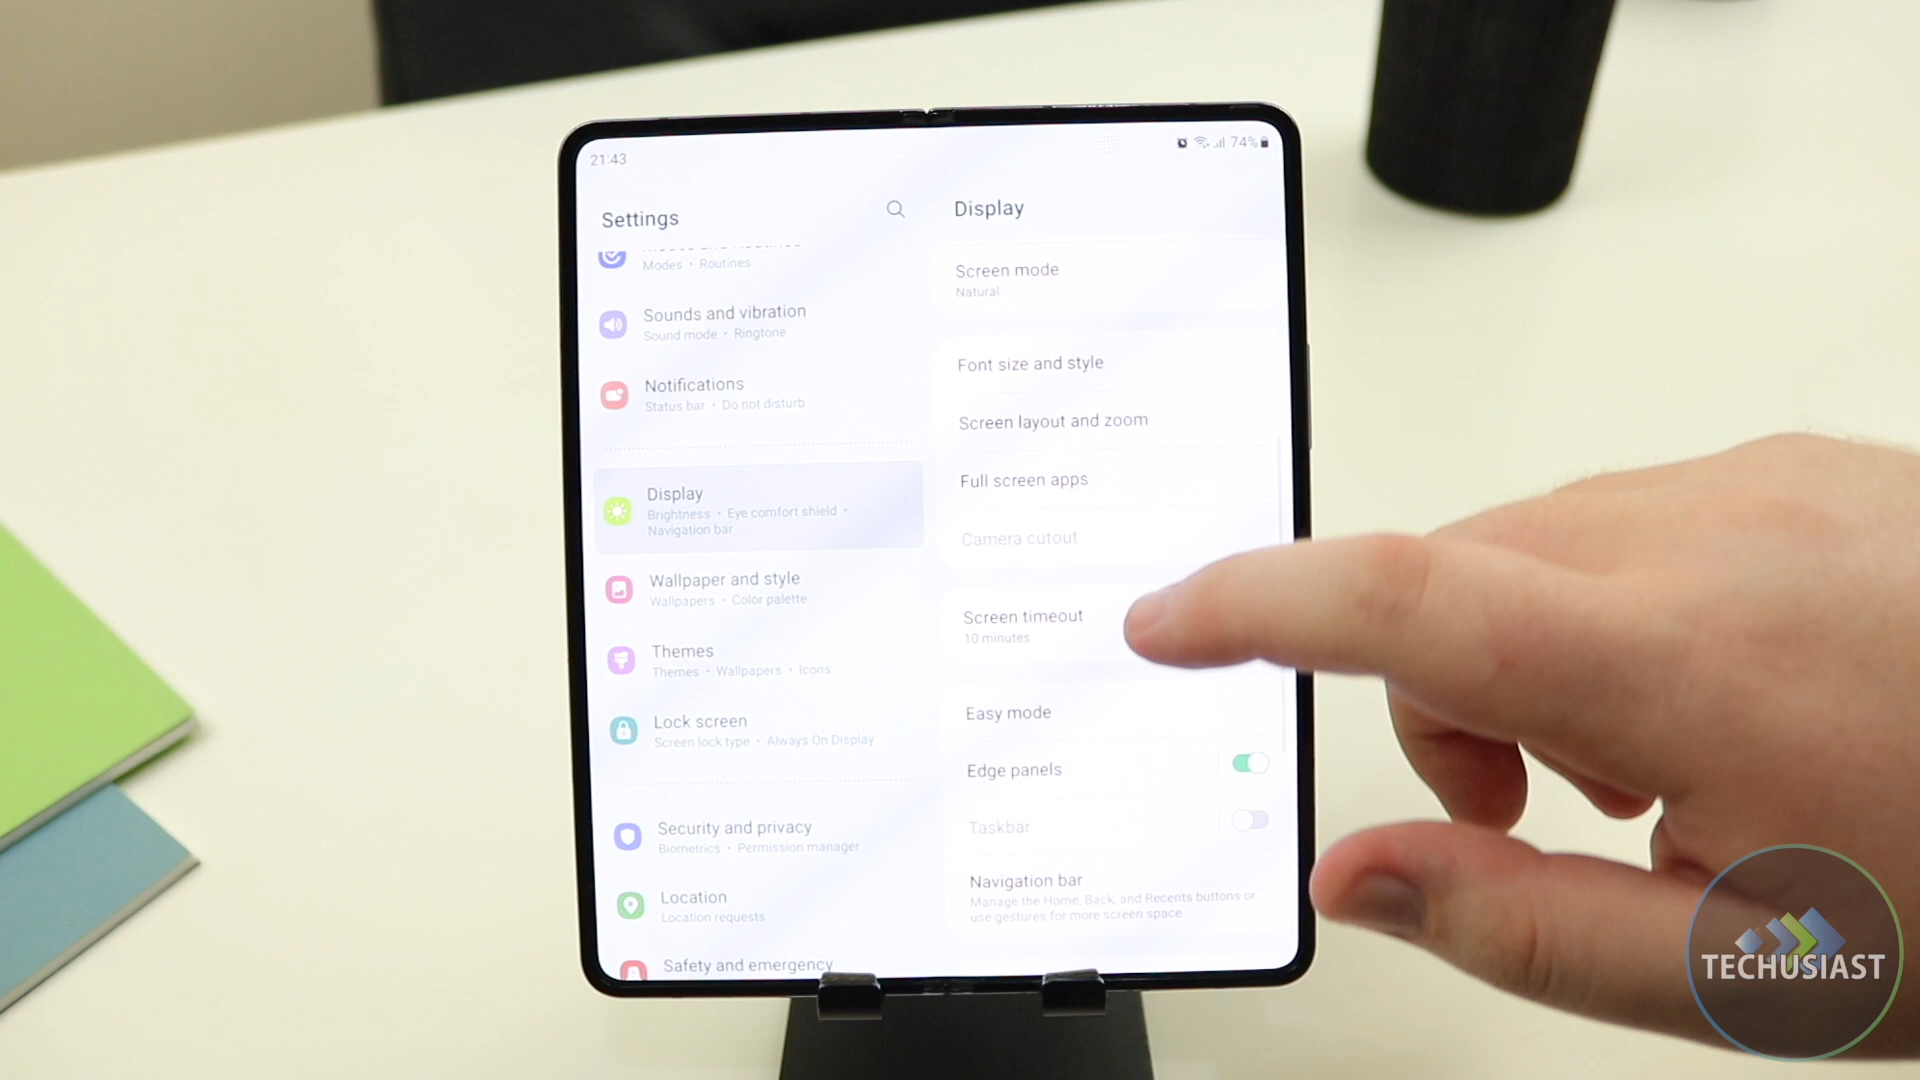 21:43
74%
Settings
Modes • Routines
Sounds and vibration
Sound mode • Ringtone
Notifications
Status bar • Do not disturb
Display
Brightness • Eye comfort shield •
Navigation bar
Wallpaper and style
Wallpapers • Color palette
Themes
Themes • Wallpapers • Icons
Lock screen
Screen lock type • Always On Display
Security and privacy
Biometrics • Permission manager
Location
Location requests
Safety and emergency
Display
Screen mode
Natural
Font size and style
Screen layout and zoom
Full screen apps
Camera cutout
Screen timeout
10 minutes
Easy mode
Edge panels
Taskbar
Navigation bar
Manage the Home, Back, and Recents buttons or
use gestures for more screen space.
TECHUSIAST